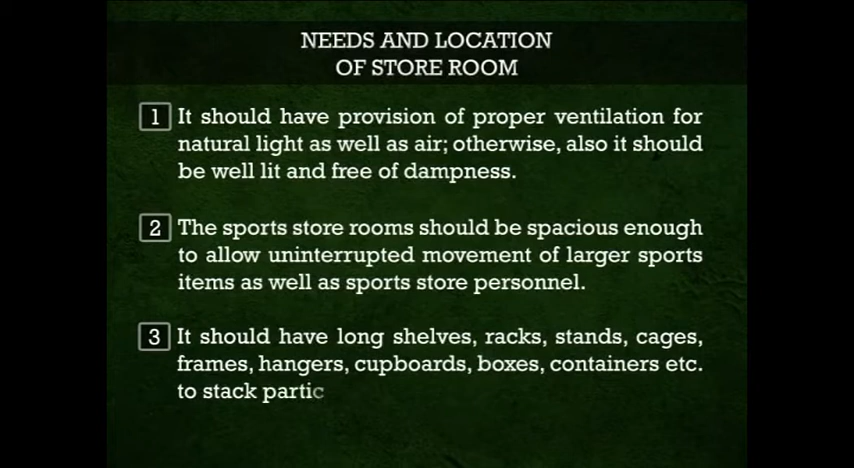 NEEDS AND LOCATION
OF STORE ROOM
1 It should have provision of proper ventilation for
natural light as well as air; otherwise, also it should
be well lit and free of dampness.
2 The sports store rooms should be spacious enough
to allow uninterrupted movement of larger sports
items as well as sports store personnel.
3 It should have long shelves, racks, stands, cages,
frames, hangers, cupboards, boxes, containers etc.
to stack partic